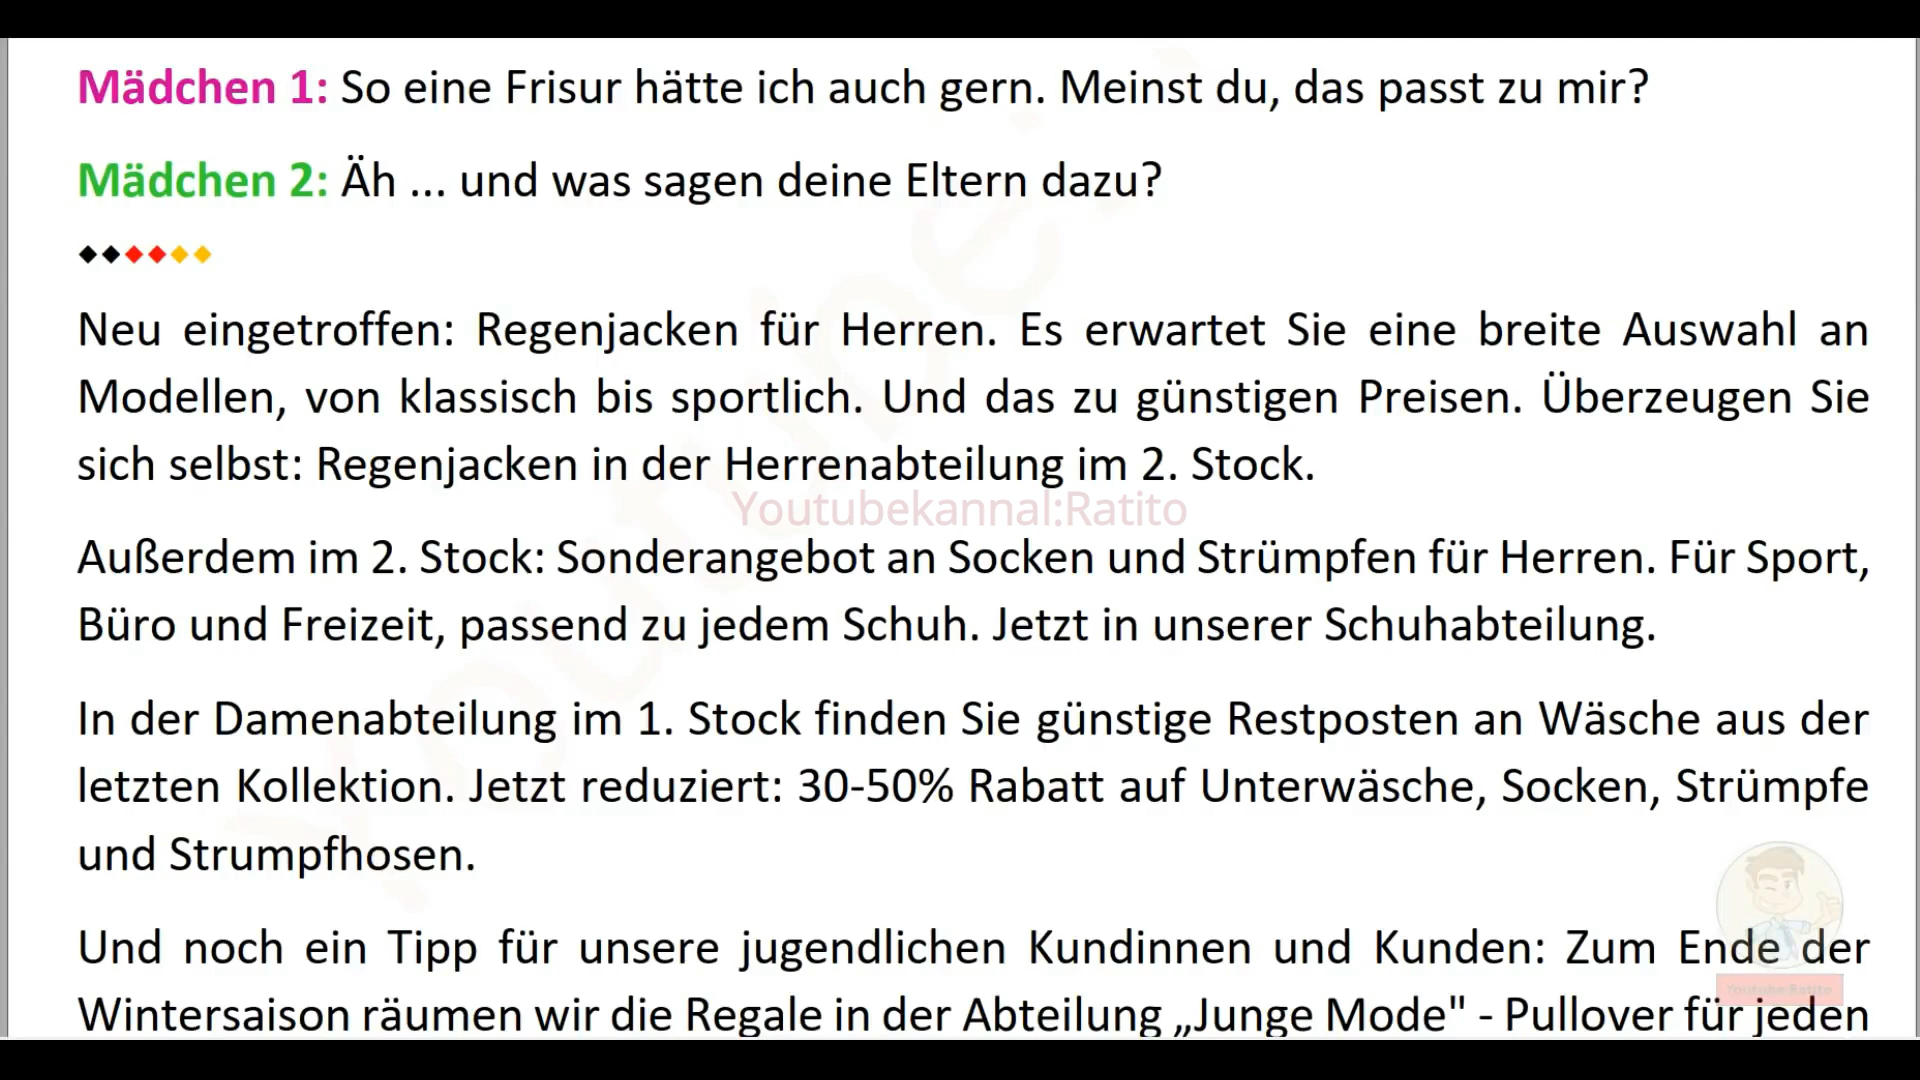 Mädchen 1: So eine Frisur hätte ich auch gern. Meinst du, das passt zu mir?
Mädchen 2: Äh ... und was sagen deine Eltern dazu?
Neu eingetroffen: Regenjacken für Herren. Es erwartet Sie eine breite Auswahl an
Modellen, von klassisch bis sportlich. Und das zu günstigen Preisen. Überzeugen Sie
sich selbst: Regenjacken in der Herrenabteilung im 2. Stock.
Youtubekannal:Ratito
Außerdem im 2. Stock: Sonderangebot an Socken und Strümpfen für Herren. Für Sport,
Büro und Freizeit, passend zu jedem Schuh. Jetzt in unserer Schuhabteilung.
In der Damenabteilung im 1. Stock finden Sie günstige Restposten an Wäsche aus der
letzten Kollektion. Jetzt reduziert: 30-50% Rabatt auf Unterwäsche, Socken, Strümpfe
und Strumpfhosen.
Und noch ein Tipp für unsere jugendlichen Kundinnen und Kunden: Zum Ende der
Wintersaison räumen wir die Regale in der Abteilung „Junge Mode" - Pullover für jeden
Youtube:Ratito